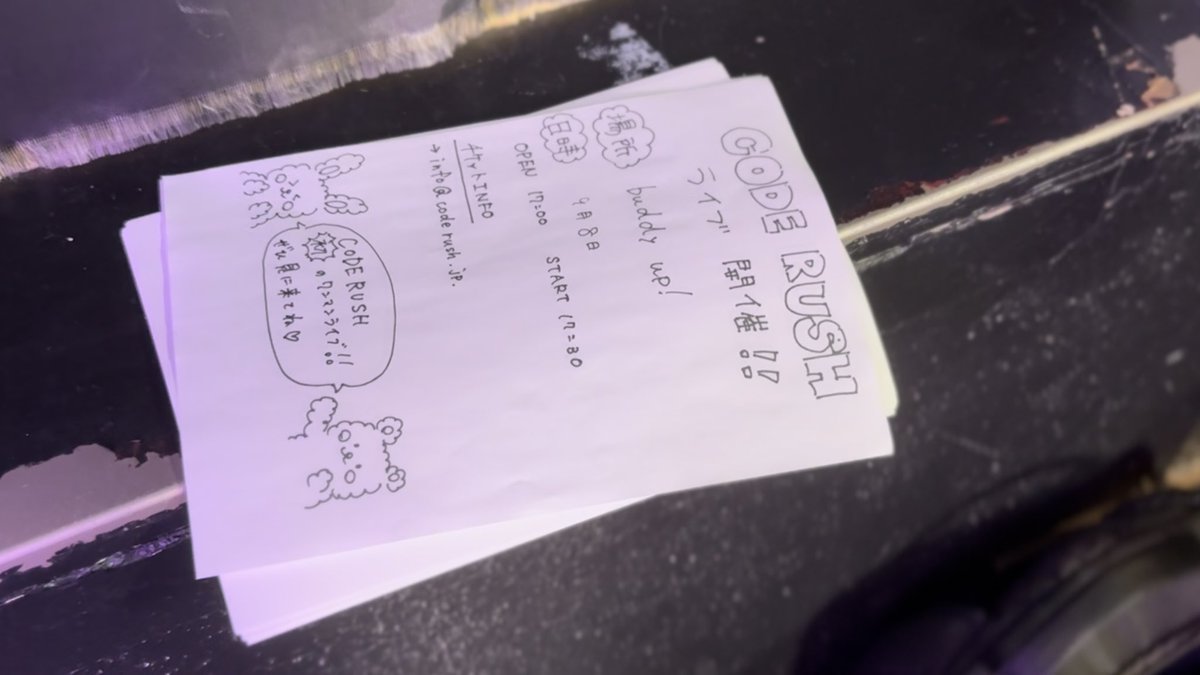 CODE RUSH
ライブ 開催!!
場所
buddy up!
日時
9月8日
OPEN 17:00 START 17:30
チケットINFO
→ info@coderush.jp.
CODE RUSH
初のワンマンライブ!!
ぜひ見に来てね♡